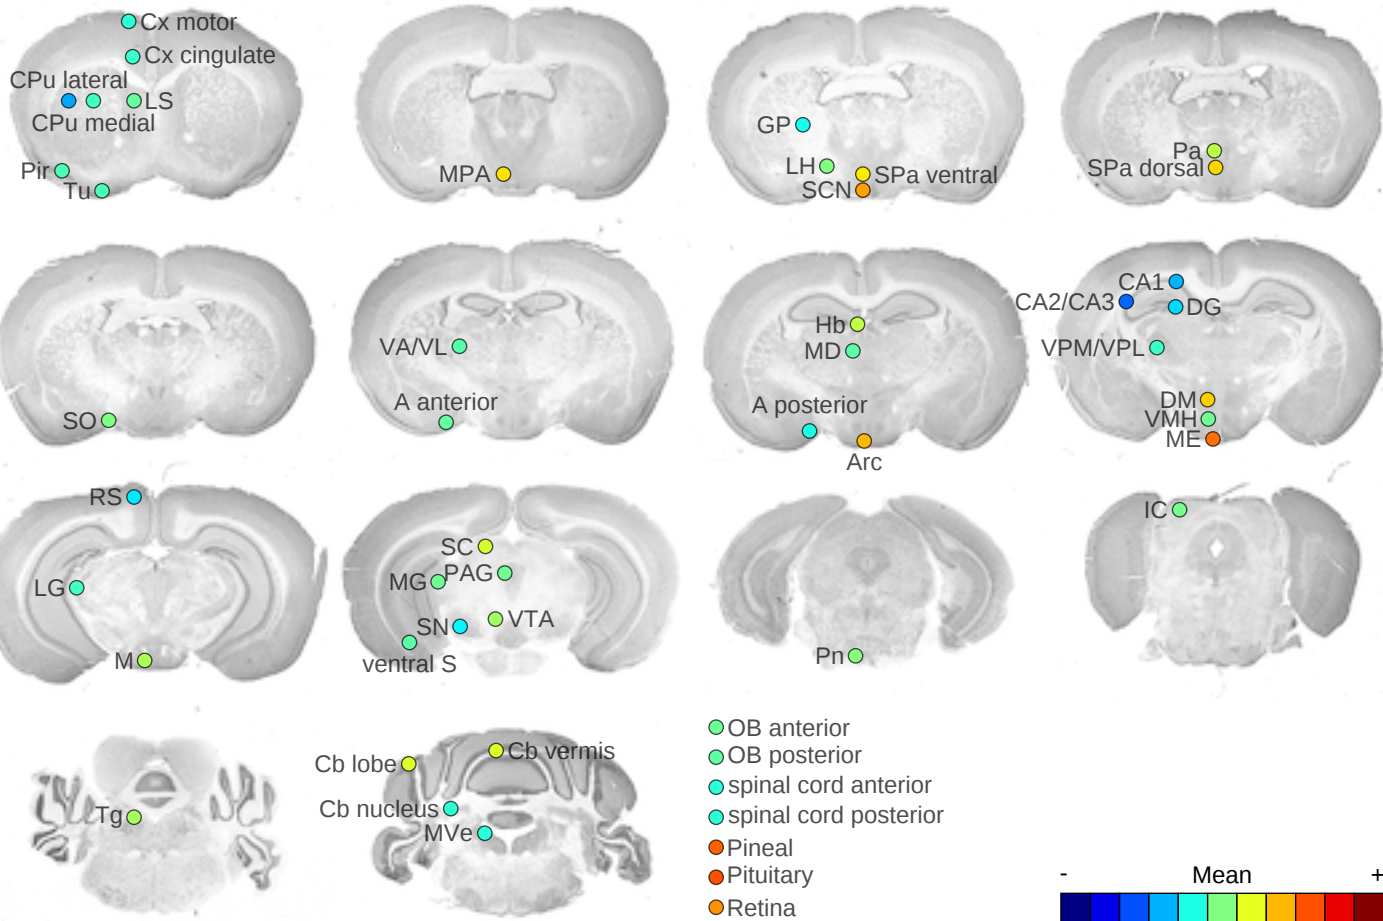 Cx motor
Cx cingulate
CPu lateral
LS
CPu medial
Pir
Tu
MPA
GP
LH
SPa ventral
SCN
Pa
SPa dorsal
SO
VA/VL
A anterior
Hb
MD
A posterior
Arc
CA1
CA2/CA3
DG
VPM/VPL
DM
VMH
ME
RS
LG
M
SC
MG PAG
SN VTA
ventral S
Pn
IC
Tg
Cb lobe
Cb vermis
Cb nucleus
MVe
OB anterior
OB posterior
spinal cord anterior
spinal cord posterior
Pineal
Pituitary
Retina
- Mean +